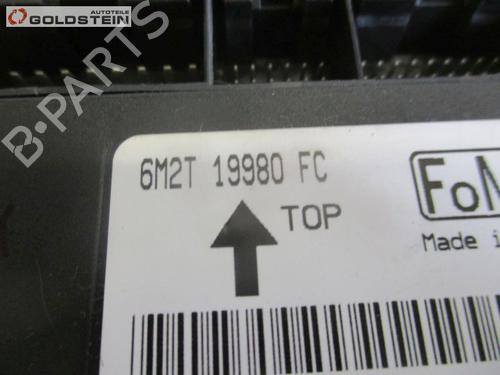 Autoteile
GOLDSTEIN
B-PARTS
6M2T 19980 FC
FoM
TOP
Made i